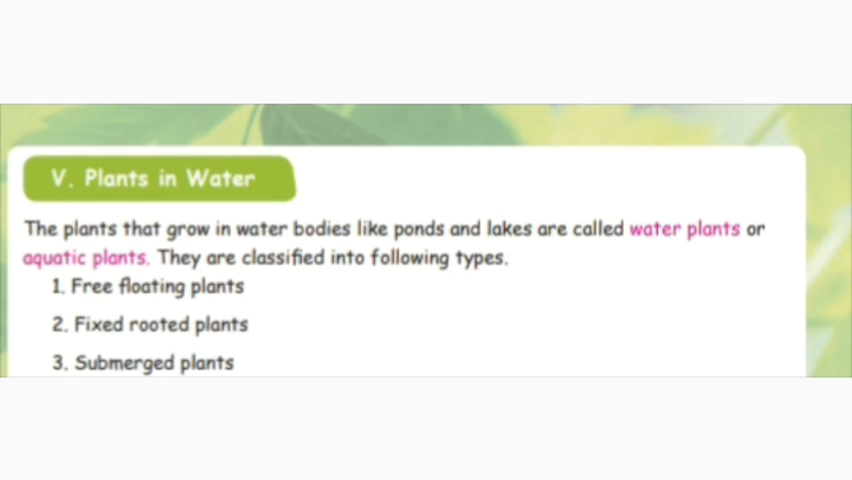 V. Plants in Water
The plants that grow in water bodies like ponds and lakes are called water plants or
aquatic plants. They are classified into following types.
1. Free floating plants
2. Fixed rooted plants
3. Submerged plants